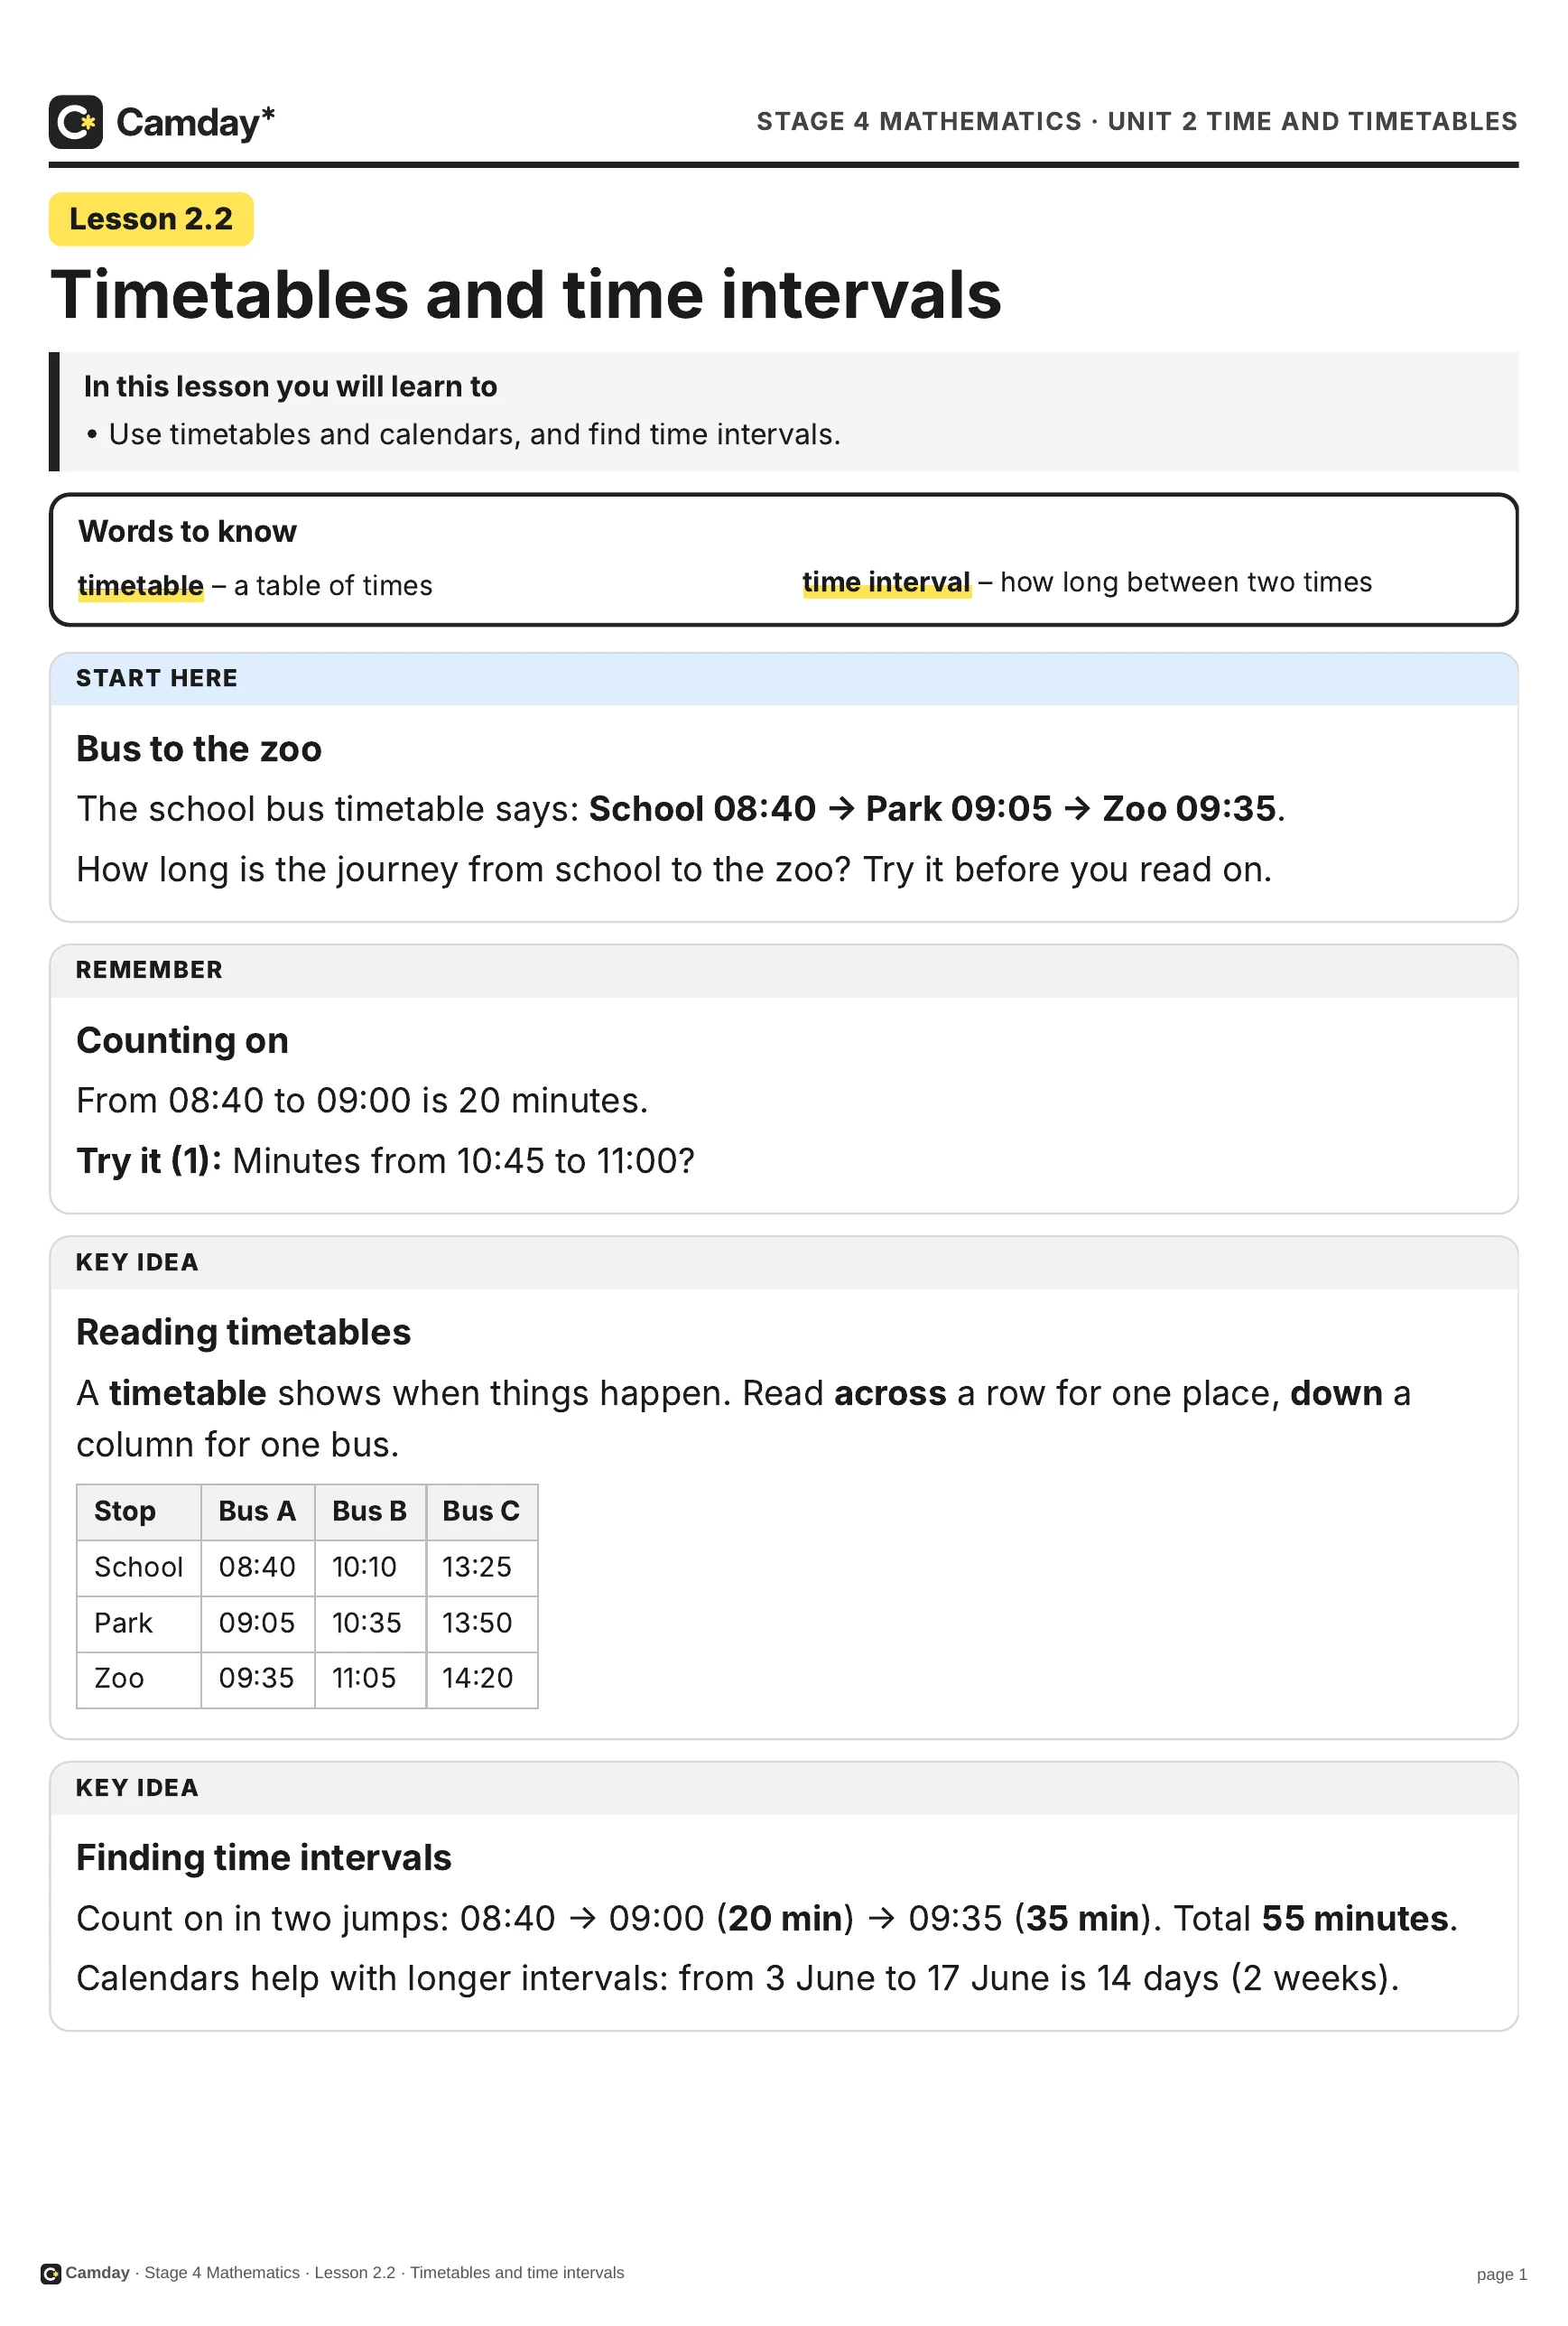 Camday*
STAGE 4 MATHEMATICS · UNIT 2 TIME AND TIMETABLES
Lesson 2.2
Timetables and time intervals
In this lesson you will learn to
• Use timetables and calendars, and find time intervals.
Words to know
timetable – a table of times
time interval – how long between two times
START HERE
Bus to the zoo
The school bus timetable says: School 08:40 → Park 09:05 → Zoo 09:35.
How long is the journey from school to the zoo? Try it before you read on.
REMEMBER
Counting on
From 08:40 to 09:00 is 20 minutes.
Try it (1): Minutes from 10:45 to 11:00?
KEY IDEA
Reading timetables
A timetable shows when things happen. Read across a row for one place, down a
column for one bus.
Stop Bus A Bus B Bus C
School 08:40 10:10 13:25
Park 09:05 10:35 13:50
Zoo 09:35 11:05 14:20
KEY IDEA
Finding time intervals
Count on in two jumps: 08:40 → 09:00 (20 min) → 09:35 (35 min). Total 55 minutes.
Calendars help with longer intervals: from 3 June to 17 June is 14 days (2 weeks).
Camday · Stage 4 Mathematics · Lesson 2.2 · Timetables and time intervals
page 1